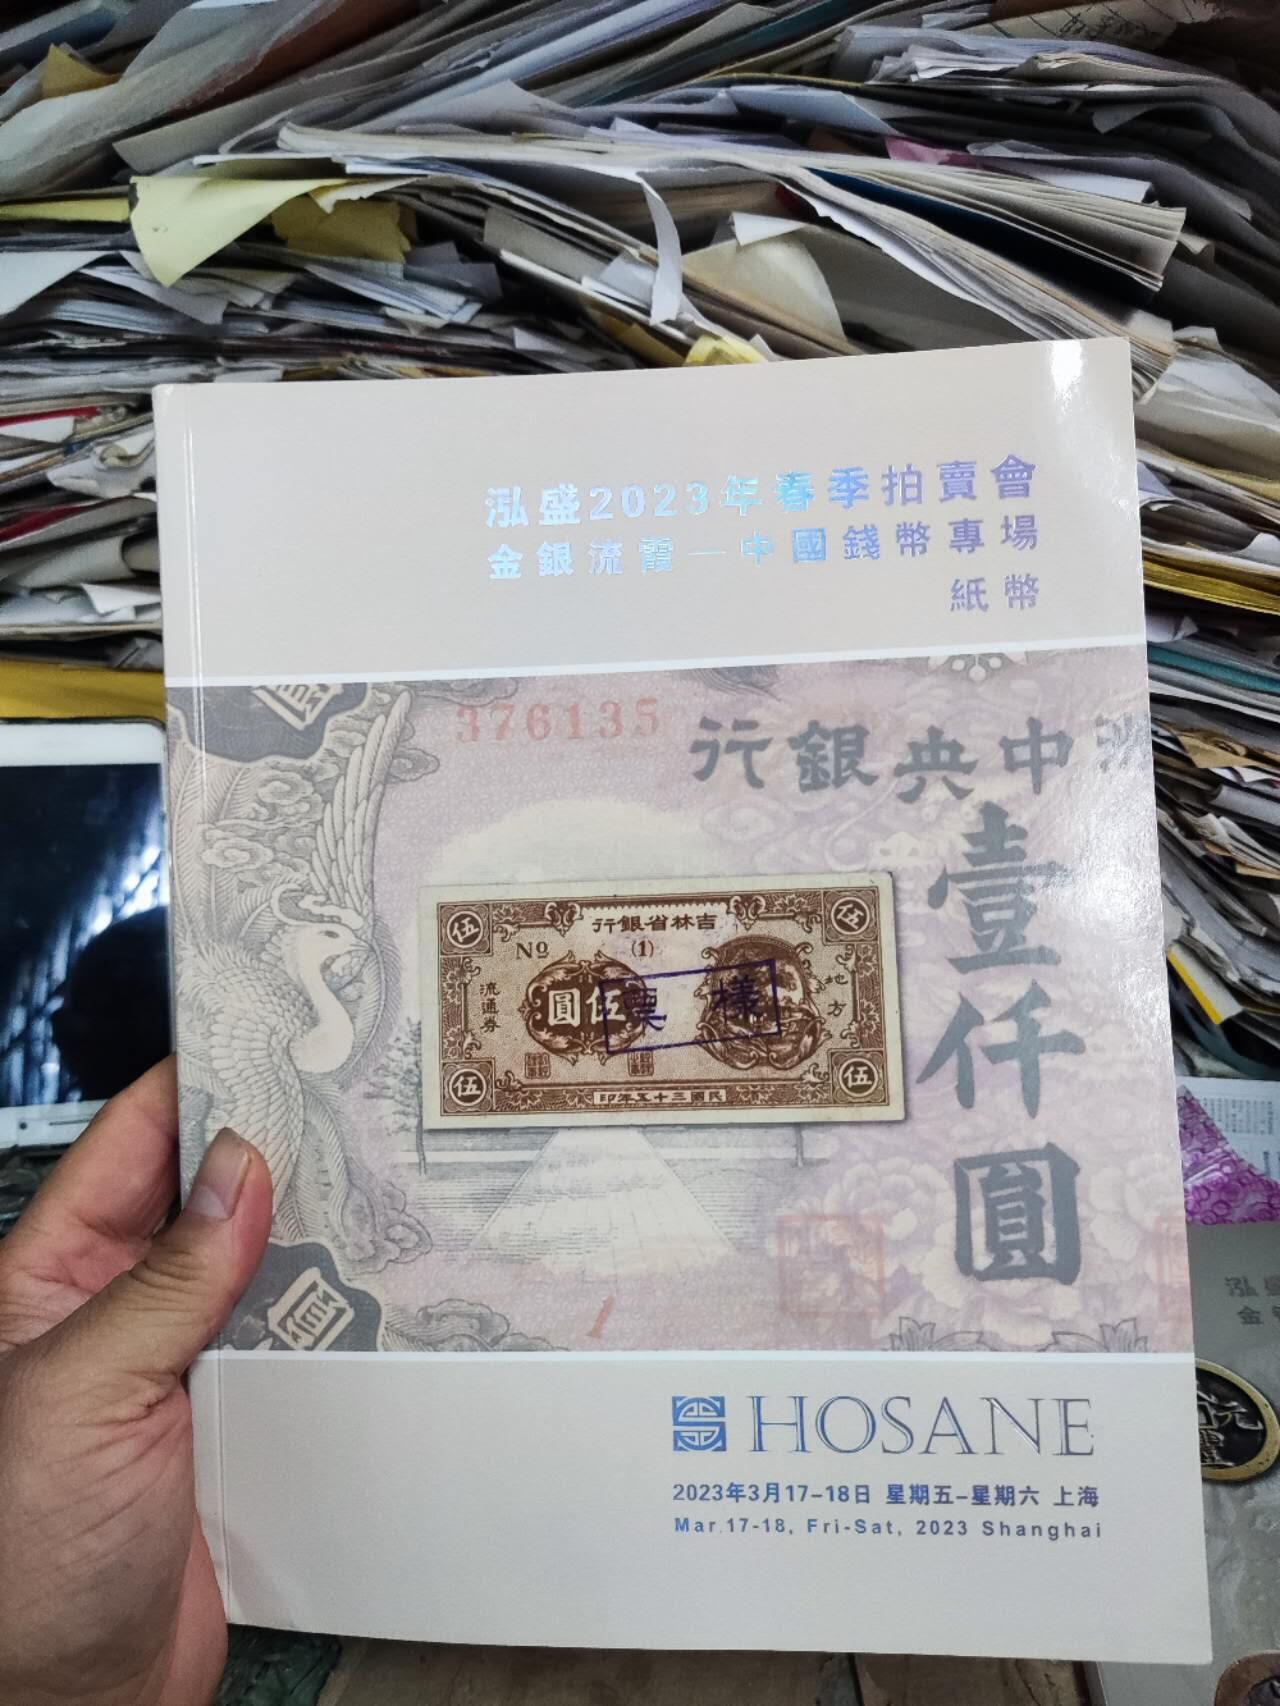 泓盛2023年春季拍賣會
金銀流霞—中國錢幣專場
紙幣
376135
行銀央中
壹仟圓
吉林省銀行
伍
伍
No
(1)
流通券
伍圓
樣票
地方
伍
伍
民國三十五年印
1
HOSANE
2023年3月17-18日 星期五-星期六 上海
Mar.17-18, Fri-Sat, 2023 Shanghai